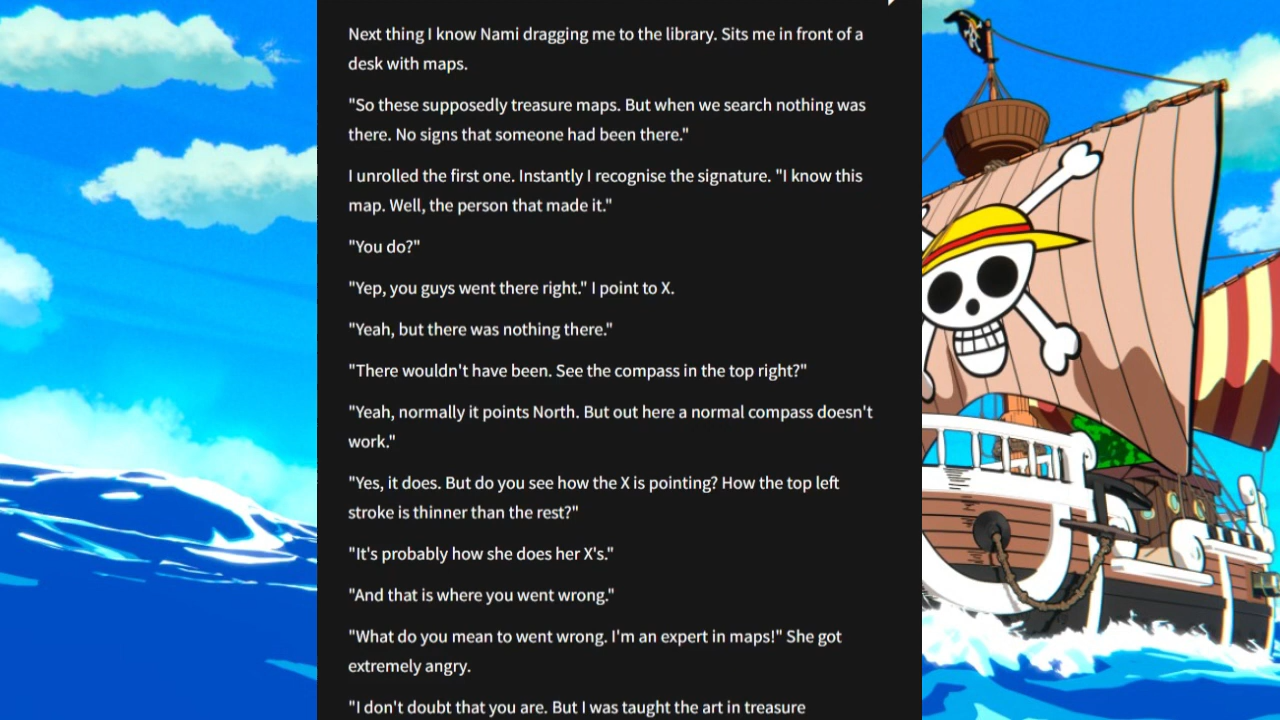 Next thing I know Nami dragging me to the library. Sits me in front of a
desk with maps.
"So these supposedly treasure maps. But when we search nothing was
there. No signs that someone had been there."
I unrolled the first one. Instantly I recognise the signature. "I know this
map. Well, the person that made it."
"You do?"
"Yep, you guys went there right." I point to X.
"Yeah, but there was nothing there."
"There wouldn't have been. See the compass in the top right?"
"Yeah, normally it points North. But out here a normal compass doesn't
work."
"Yes, it does. But do you see how the X is pointing? How the top left
stroke is thinner than the rest?"
"It's probably how she does her X's."
"And that is where you went wrong."
"What do you mean to went wrong. I'm an expert in maps!" She got
extremely angry.
"I don't doubt that you are. But I was taught the art in treasure